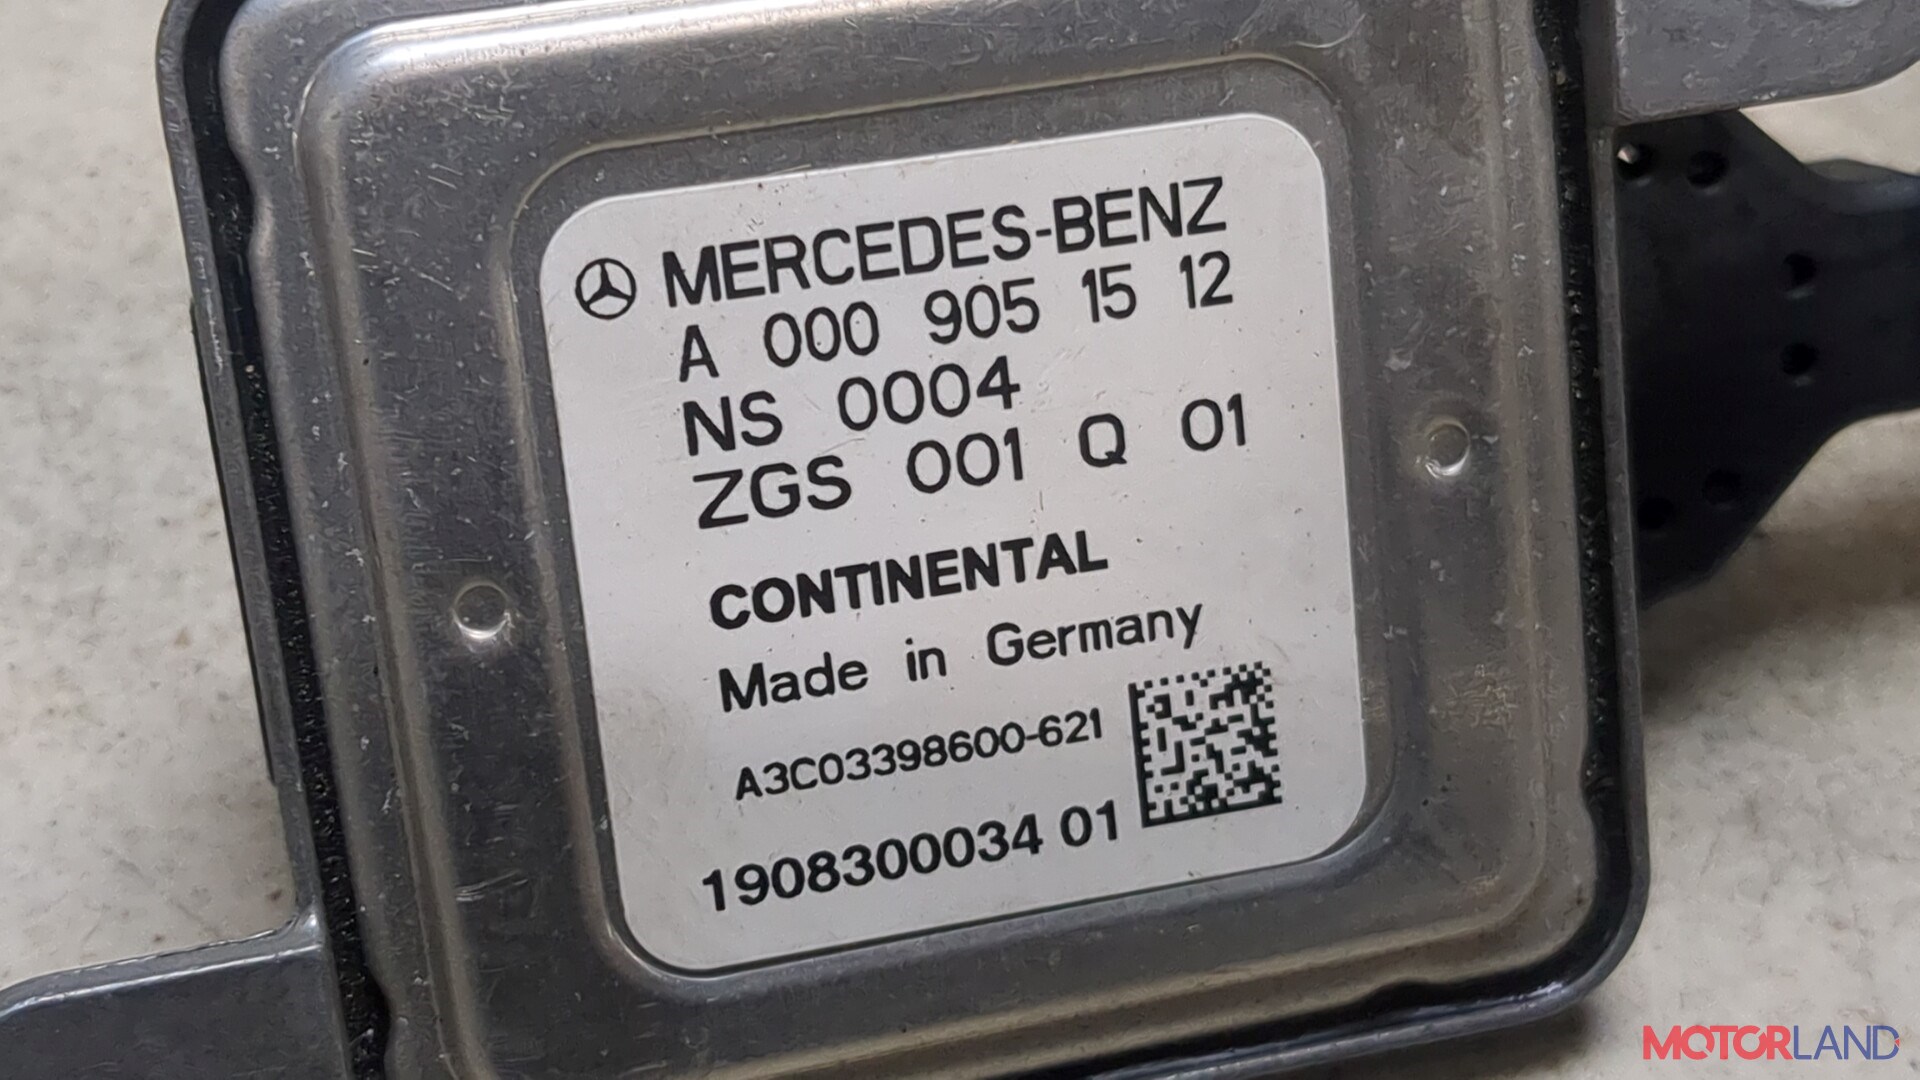 MERCEDES-BENZ
A 000 905 15 12
NS 0004
ZGS 001 Q 01
CONTINENTAL
Made in Germany
A3C03398600-621
1908300034 01
MOTORLAND